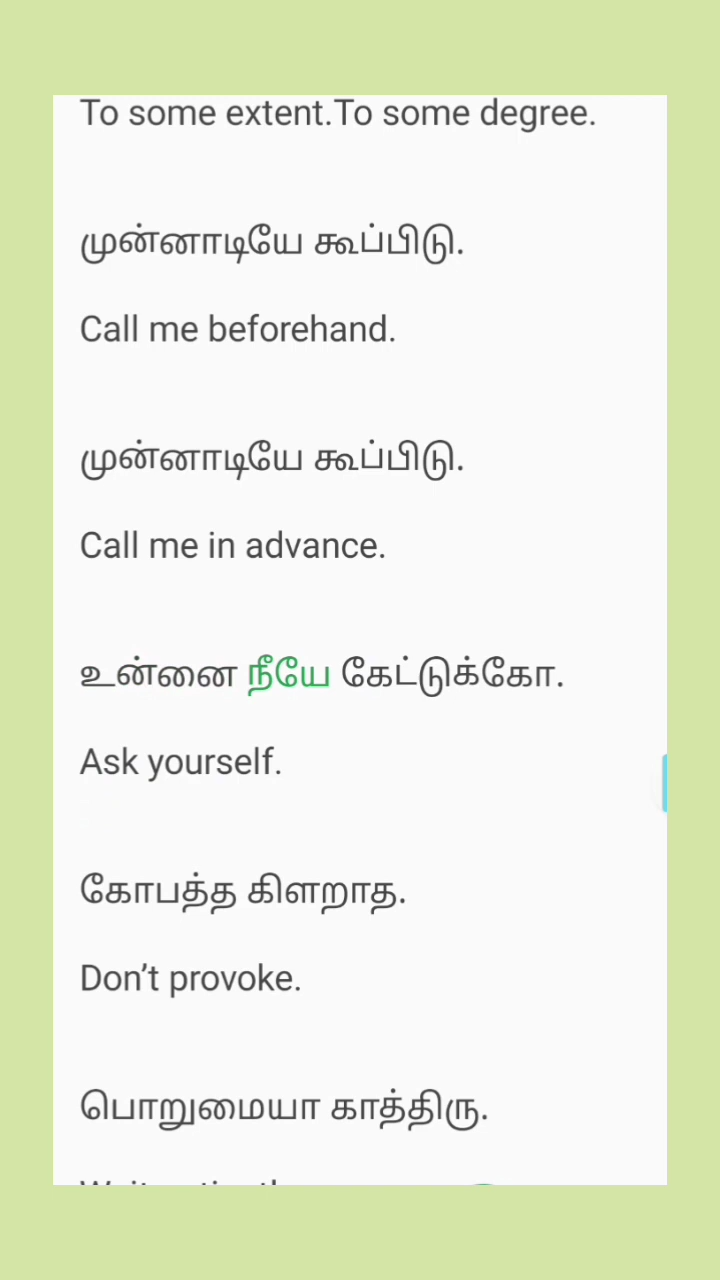 To some extent.To some degree.
முன்னாடியே கூப்பிடு.
Call me beforehand.
முன்னாடியே கூப்பிடு.
Call me in advance.
உன்னை நீயே கேட்டுக்கோ.
Ask yourself.
கோபத்த கிளறாத.
Don’t provoke.
பொறுமையா காத்திரு.